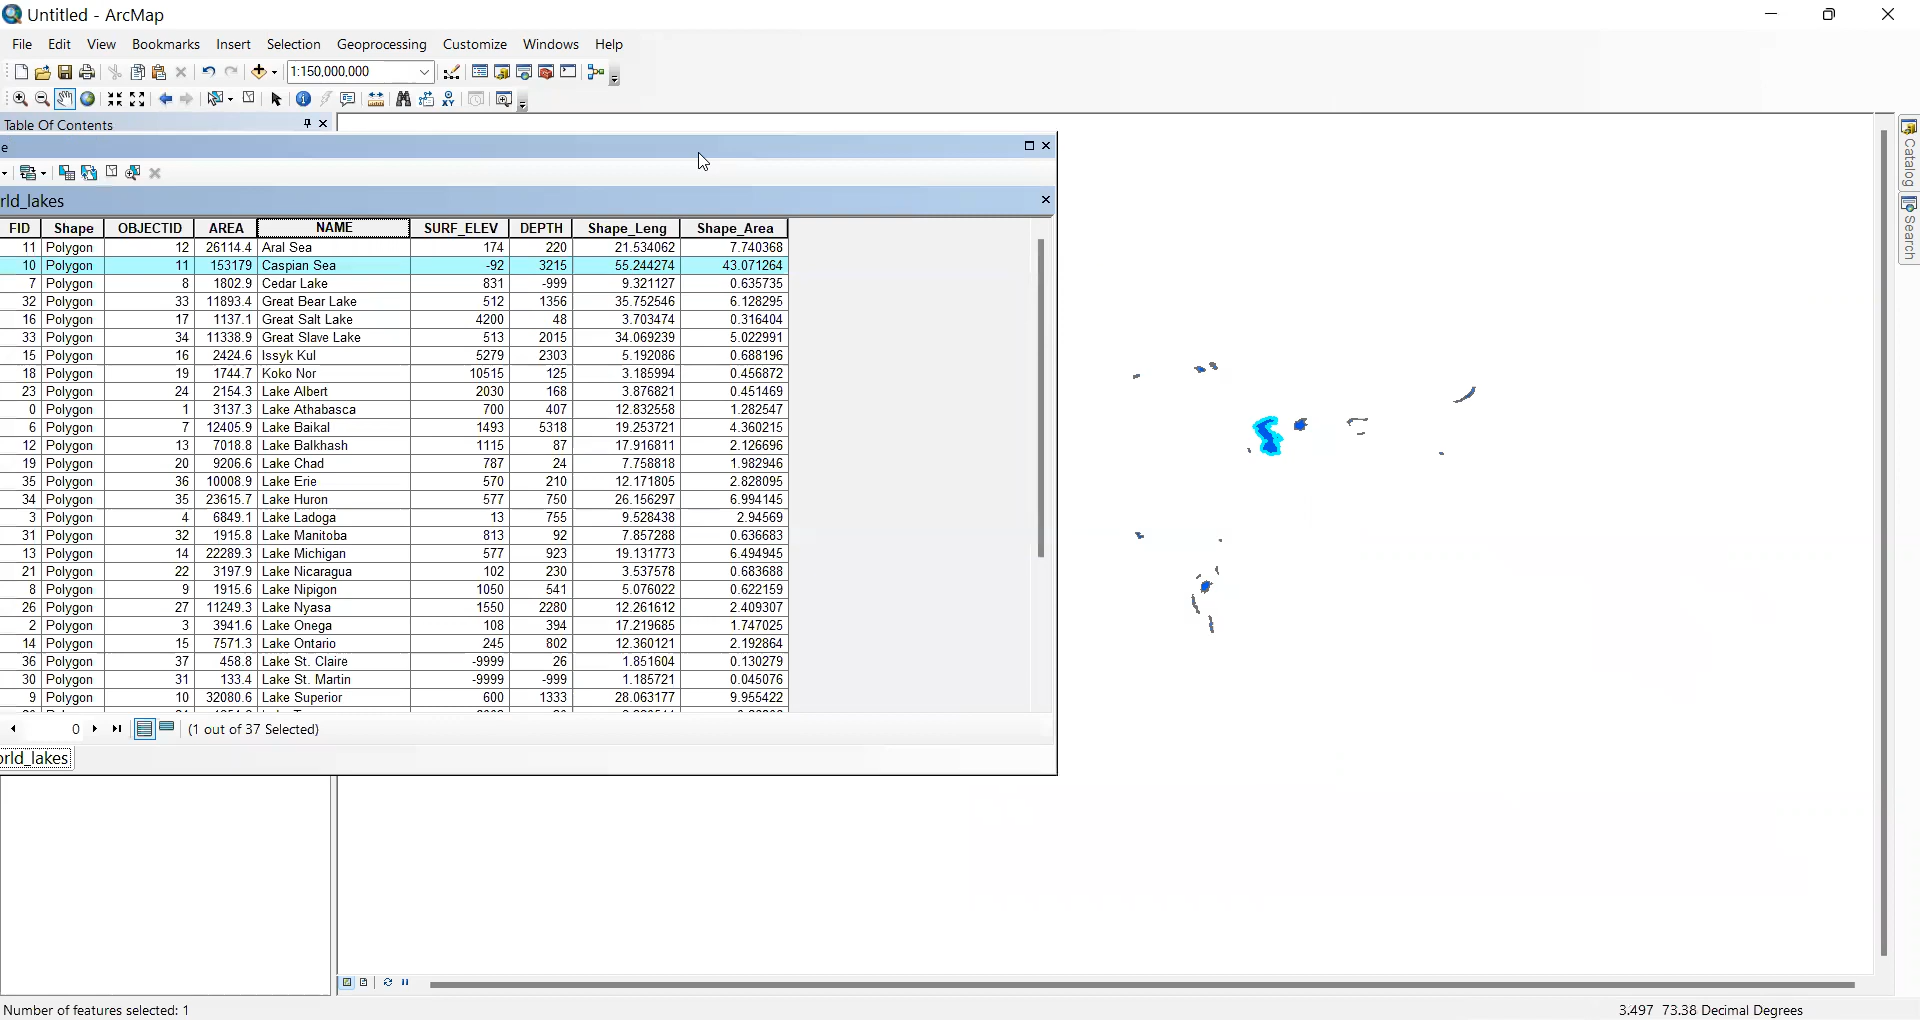 Untitled - ArcMap
File Edit View Bookmarks Insert Selection Geoprocessing Customize Windows Help
1:150,000,000
Table Of Contents
e
rld_lakes
FID Shape OBJECTID AREA NAME SURF_ELEV DEPTH Shape_Leng Shape_Area
11 Polygon 12 26114.4 Aral Sea 174 220 21.534062 7.740368
10 Polygon 11 153179 Caspian Sea -92 3215 55.244274 43.071264
7 Polygon 8 1802.9 Cedar Lake 831 -999 9.321127 0.635735
32 Polygon 33 11893.4 Great Bear Lake 512 1356 35.752546 6.128295
16 Polygon 17 1137.1 Great Salt Lake 4200 48 3.703474 0.316404
33 Polygon 34 11338.9 Great Slave Lake 513 2015 34.069239 5.022991
15 Polygon 16 2424.6 Issyk Kul 5279 2303 5.192086 0.688196
18 Polygon 19 1744.7 Koko Nor 10515 125 3.185994 0.456872
23 Polygon 24 2154.3 Lake Albert 2030 168 3.876821 0.451469
0 Polygon 1 3137.3 Lake Athabasca 700 407 12.832558 1.282547
6 Polygon 7 12405.9 Lake Baikal 1493 5318 19.253721 4.360215
12 Polygon 13 7018.8 Lake Balkhash 1115 87 17.916811 2.126696
19 Polygon 20 9206.6 Lake Chad 787 24 7.758818 1.982946
35 Polygon 36 10008.9 Lake Erie 570 210 12.171805 2.828095
34 Polygon 35 23615.7 Lake Huron 577 750 26.156297 6.994145
3 Polygon 4 6849.1 Lake Ladoga 13 755 9.528438 2.94569
31 Polygon 32 1915.8 Lake Manitoba 813 92 7.857288 0.636683
13 Polygon 14 22289.3 Lake Michigan 577 923 19.131773 6.494945
21 Polygon 22 3197.9 Lake Nicaragua 102 230 3.537578 0.683688
8 Polygon 9 1915.6 Lake Nipigon 1050 541 5.076022 0.622159
26 Polygon 27 11249.3 Lake Nyasa 1550 2280 12.261612 2.409307
2 Polygon 3 3941.6 Lake Onega 108 394 17.219685 1.747025
14 Polygon 15 7571.3 Lake Ontario 245 802 12.360121 2.192864
36 Polygon 37 458.8 Lake St. Claire -9999 26 1.851604 0.130279
30 Polygon 31 133.4 Lake St. Martin -9999 -999 1.185721 0.045076
9 Polygon 10 32080.6 Lake Superior 600 1333 28.063177 9.955422
0 (1 out of 37 Selected)
orld_lakes
Catalog
Search
Number of features selected: 1
3.497 73.38 Decimal Degrees